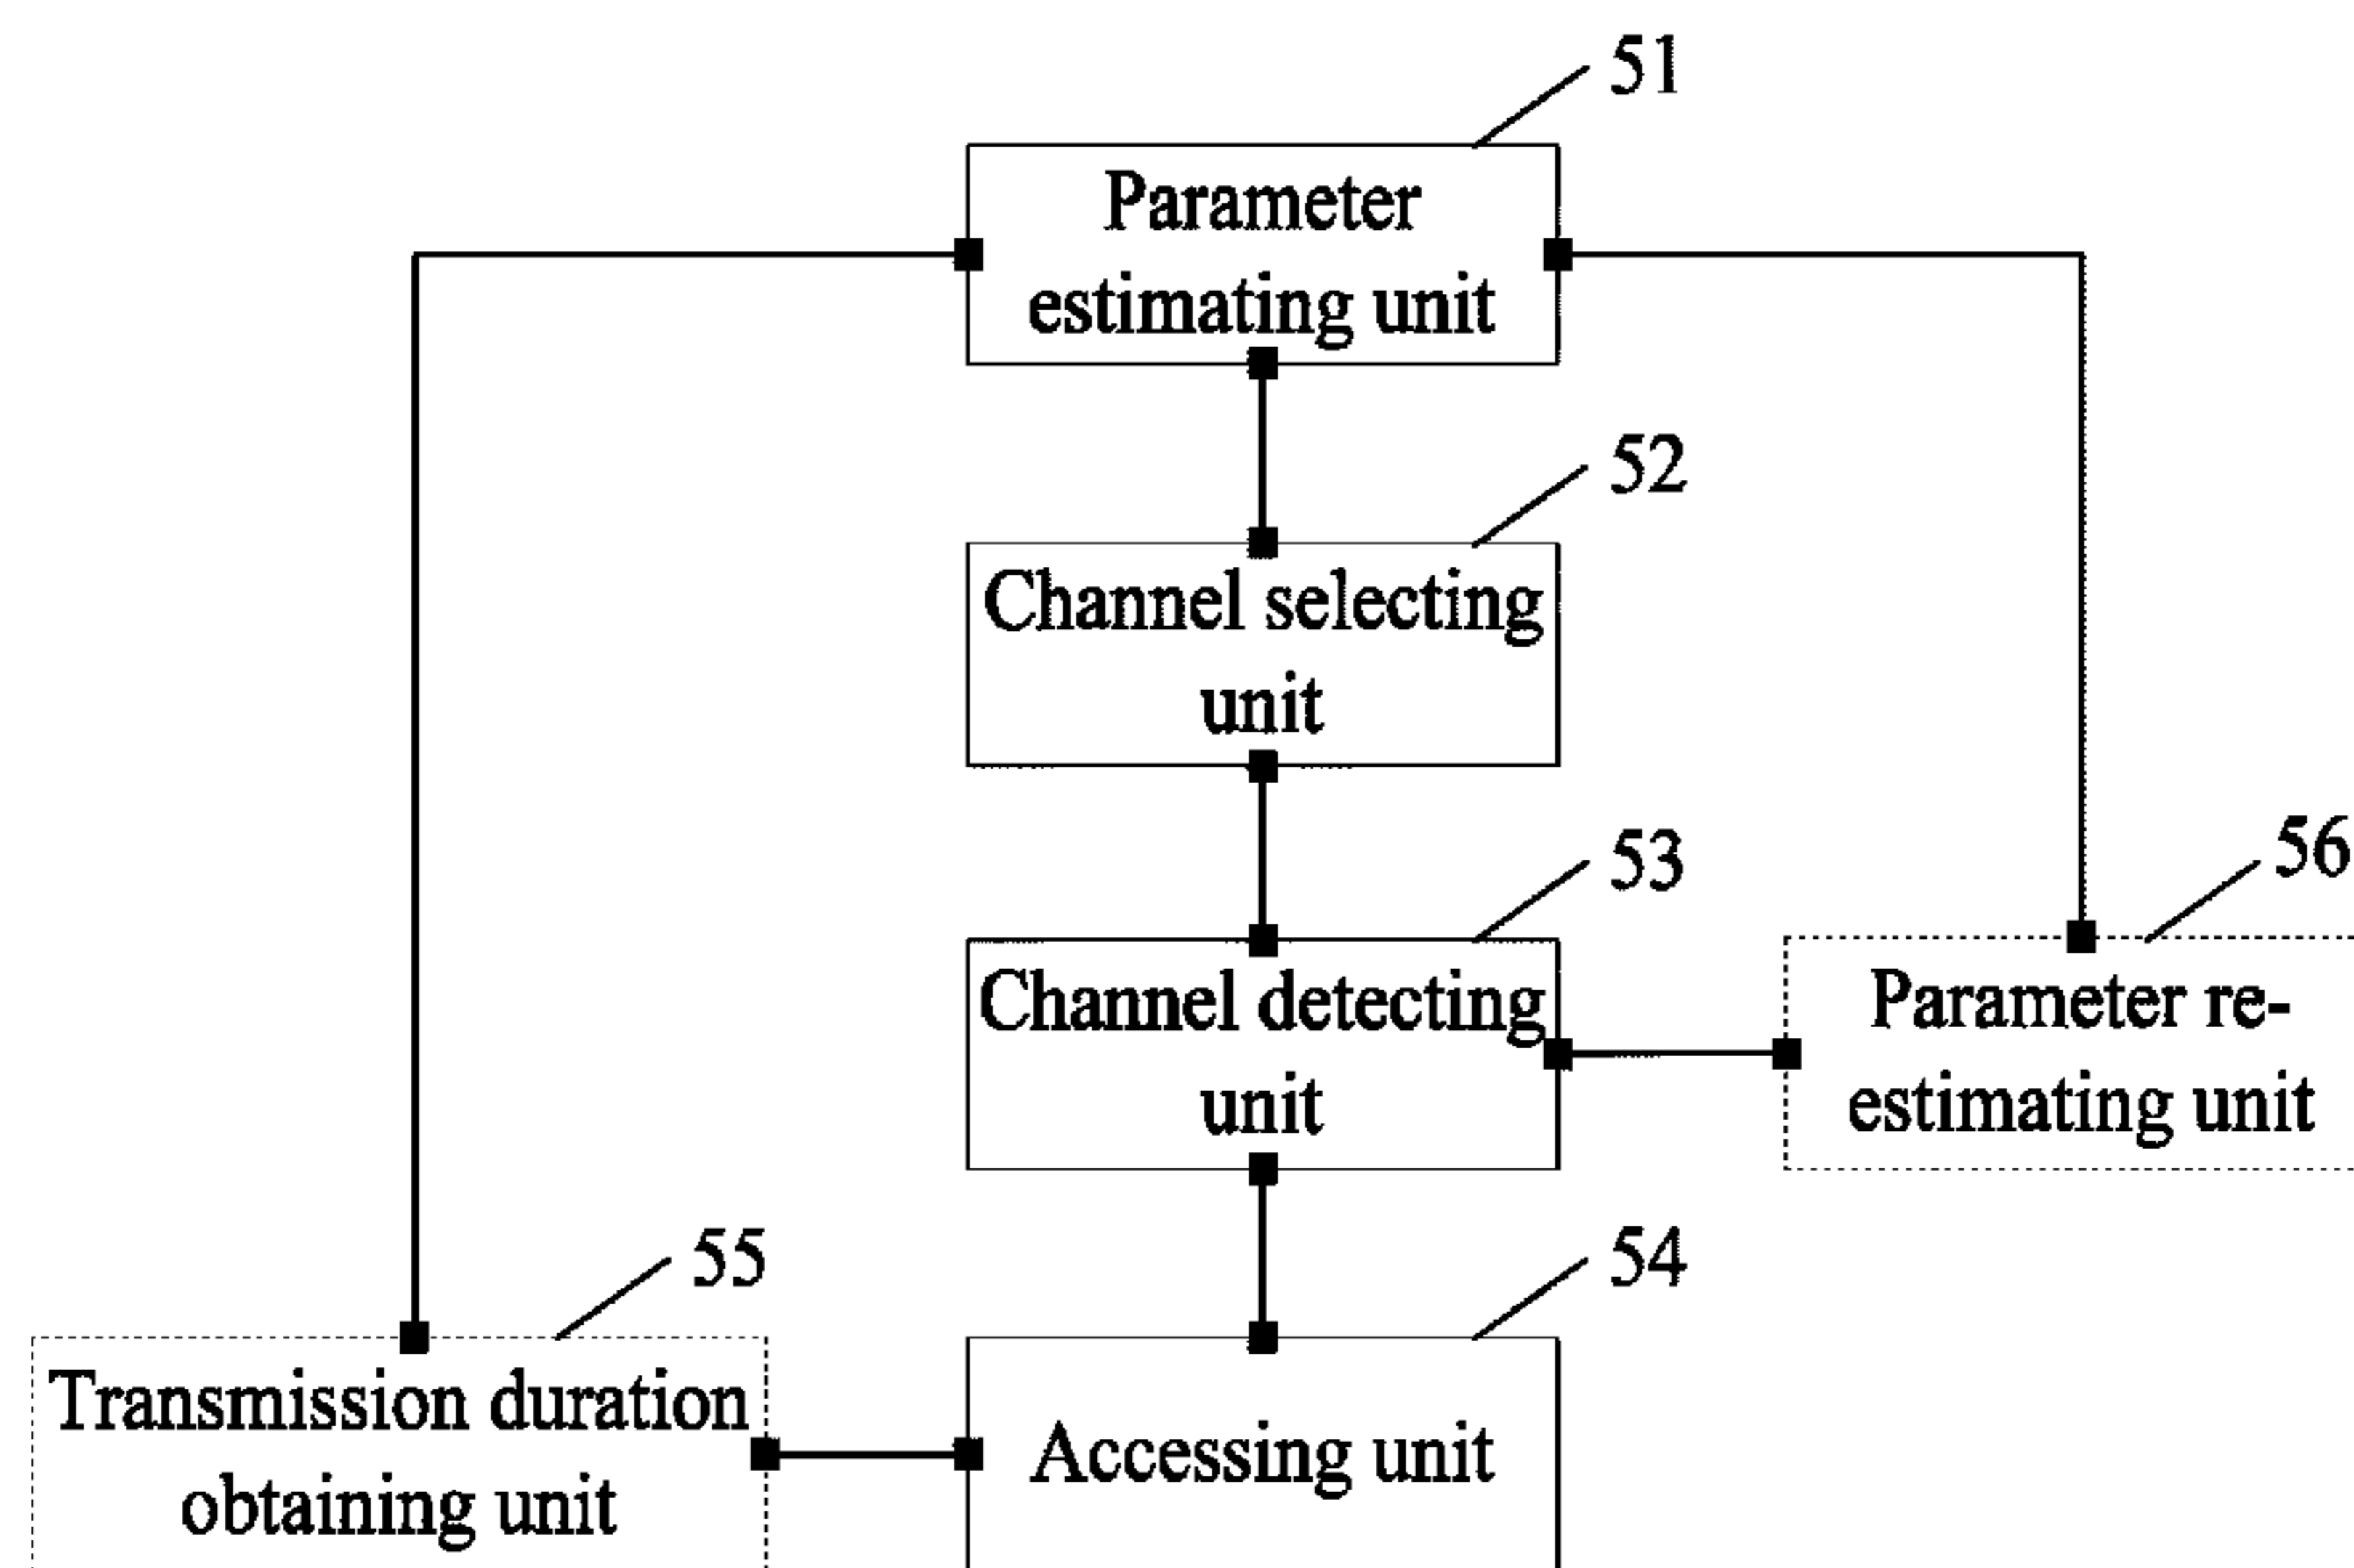 51
Parameter
estimating unit
52
Channel selecting
unit
53
Channel detecting
unit
56
Parameter re-
estimating unit
55
Transmission duration
obtaining unit
54
Accessing unit